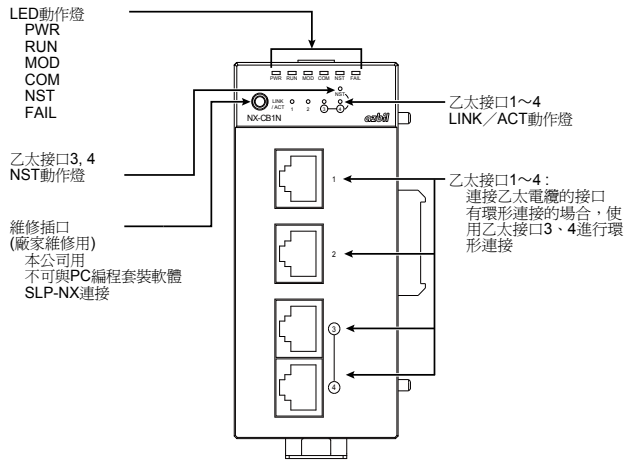 LED動作燈
PWR
RUN
MOD
COM
NST
FAIL
乙太接口3, 4
NST動作燈
維修插口
(廠家維修用)
本公司用
不可與PC編程套裝軟體
SLP-NX連接
PWR RUN MOD COM NST FAIL
NST
LINK
/ ACT
1 2 3 4
NX-CB1N
azbil
1
2
3
4
乙太接口1～4
LINK／ACT動作燈
乙太接口1～4 :
連接乙太電纜的接口
有環形連接的場合，使
用乙太接口3、4進行環
形連接